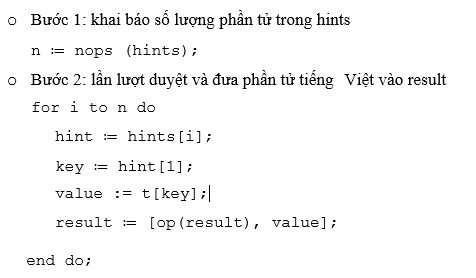 ○ Bước 1: khai báo số lượng phần tử trong hints
n := nops (hints);
○ Bước 2: lần lượt duyệt và đưa phần tử tiếng Việt vào result
for i to n do
hint := hints[i];
key := hint[1];
value := t[key];
result := [op(result), value];
end do;